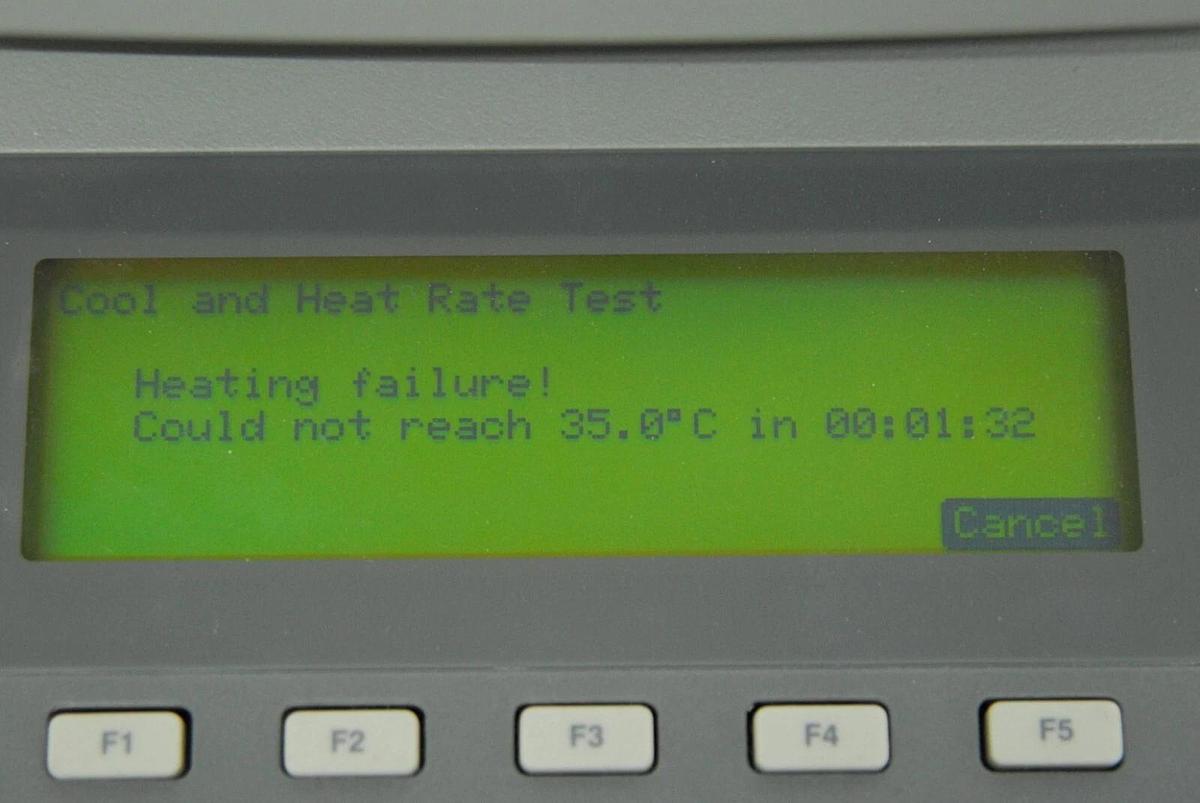 Cool and Heat Rate Test
Heating failure!
Could not reach 35.0°C in 00:01:32
Cancel
F1 F2 F3 F4 F5